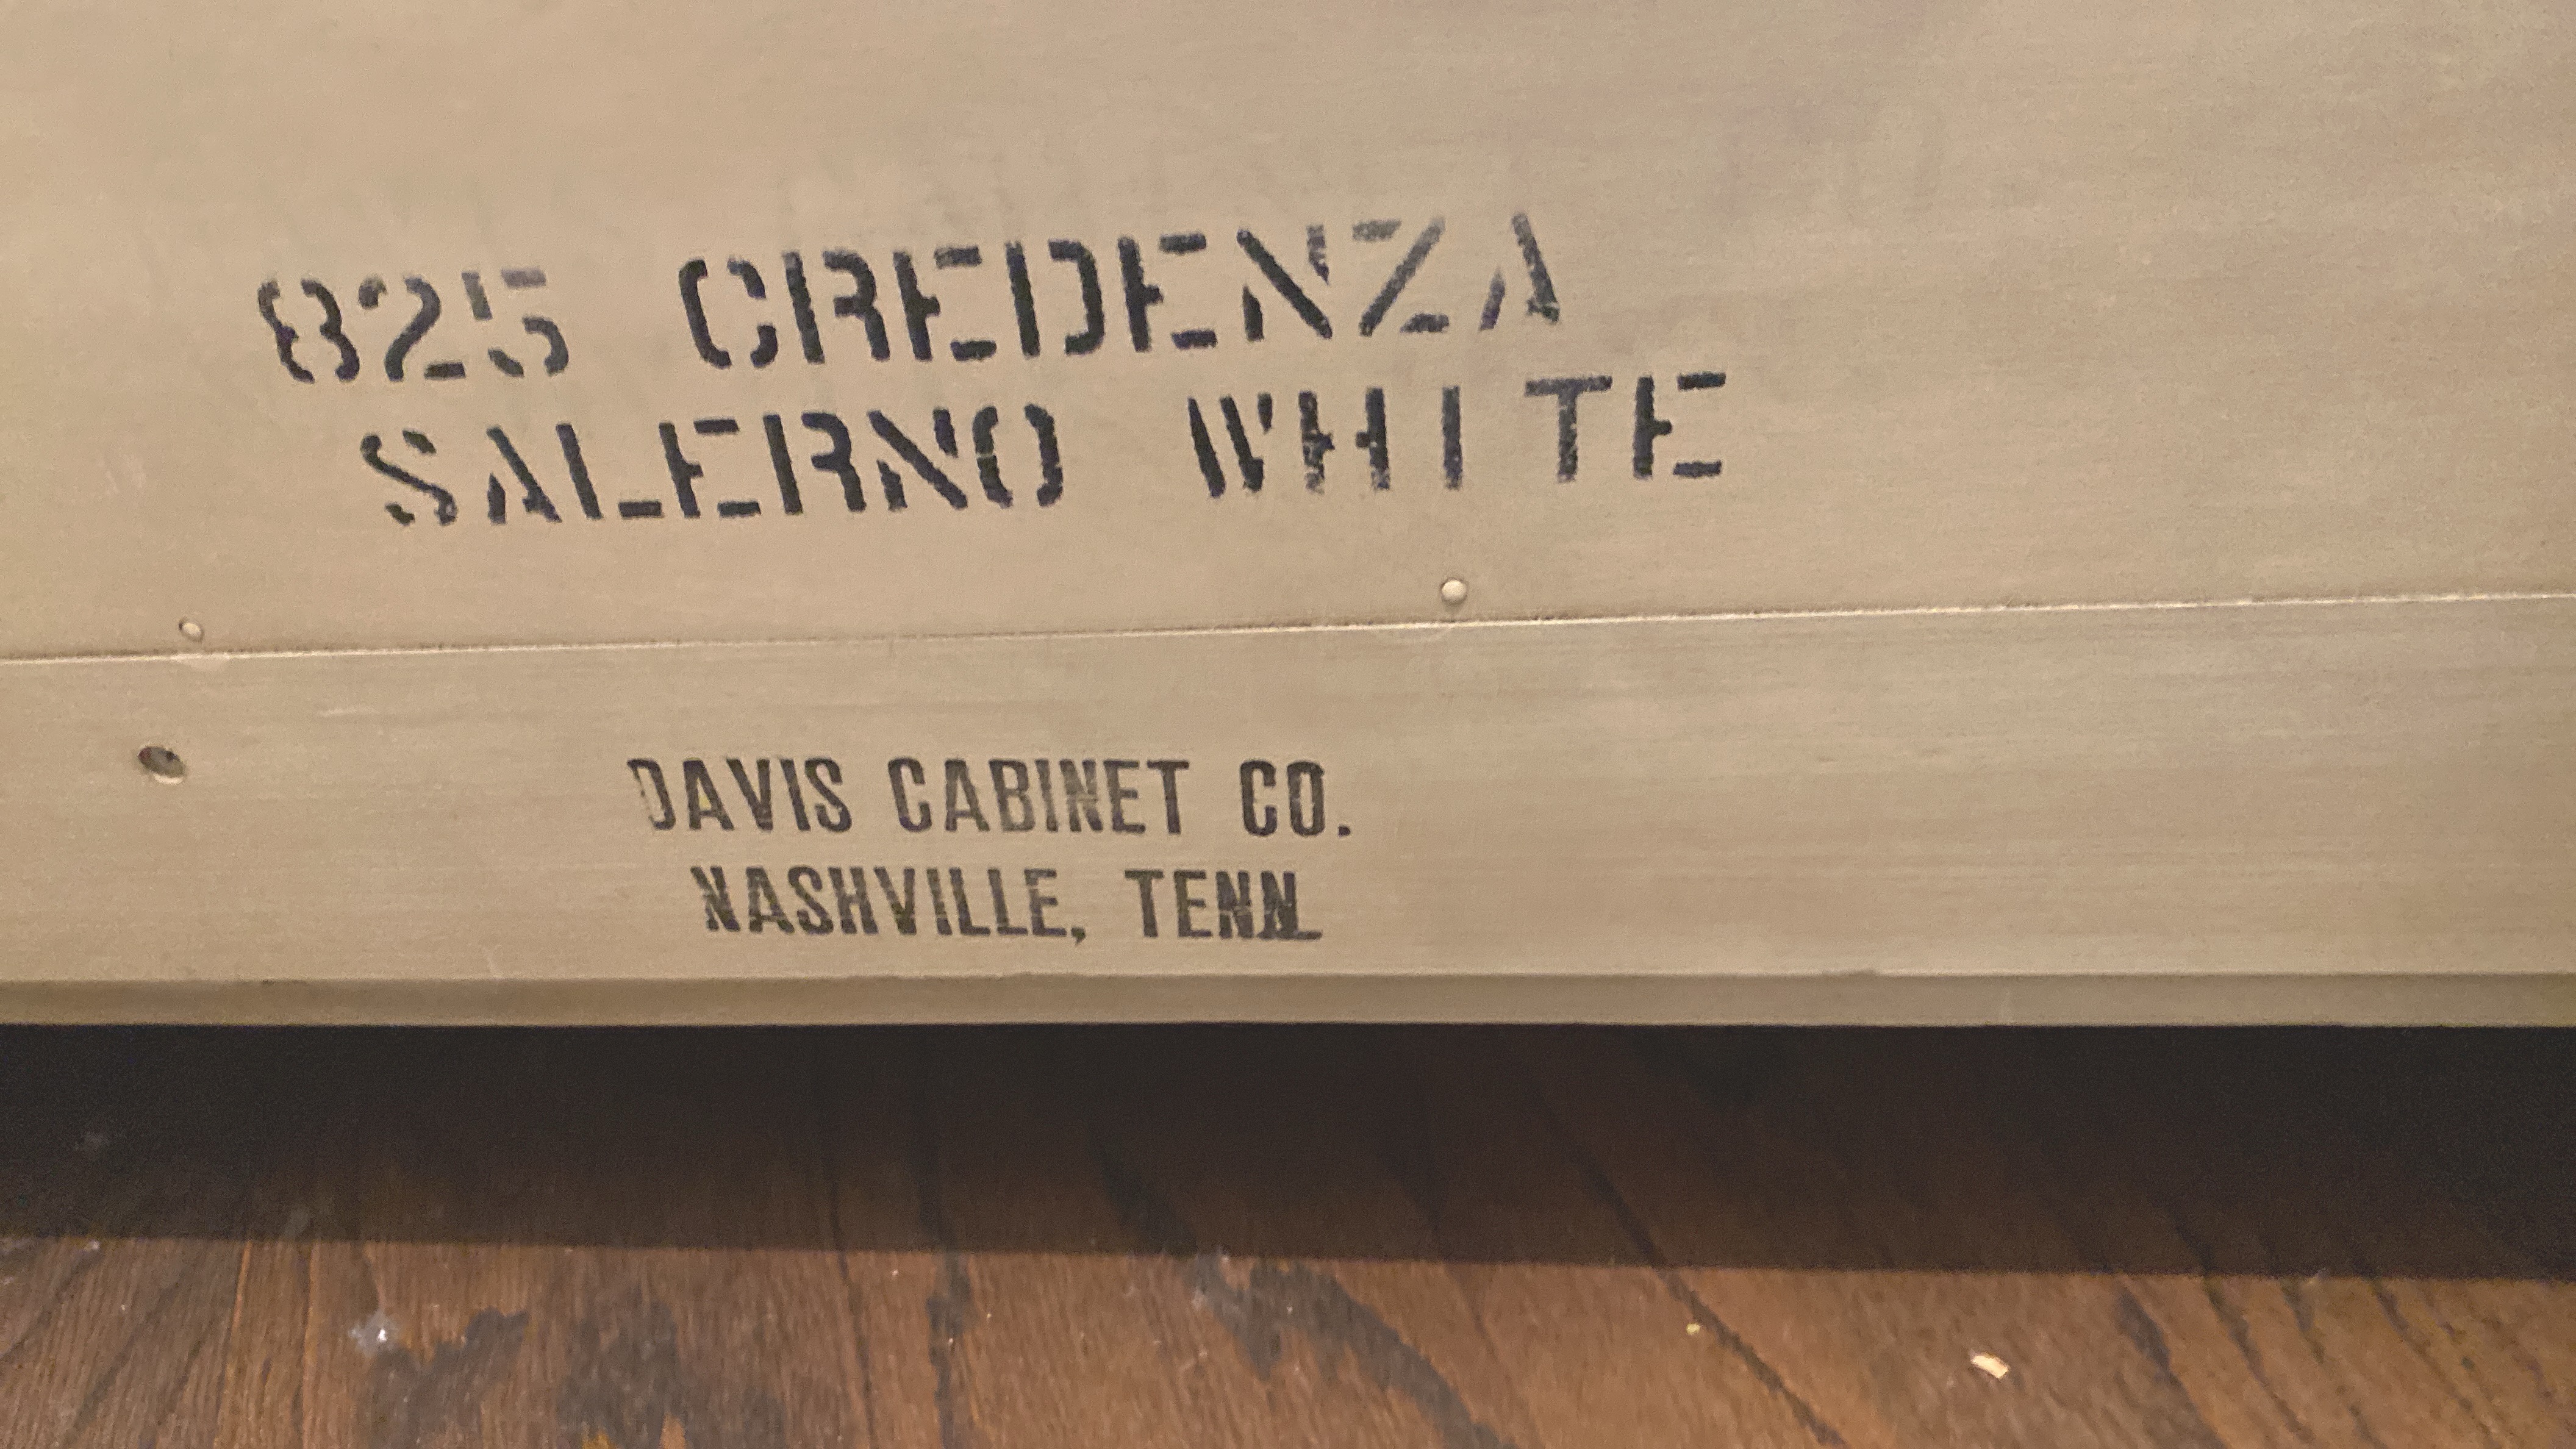 825 CREDENZA
SALERNO WHITE
DAVIS CABINET CO.
NASHVILLE, TENN.